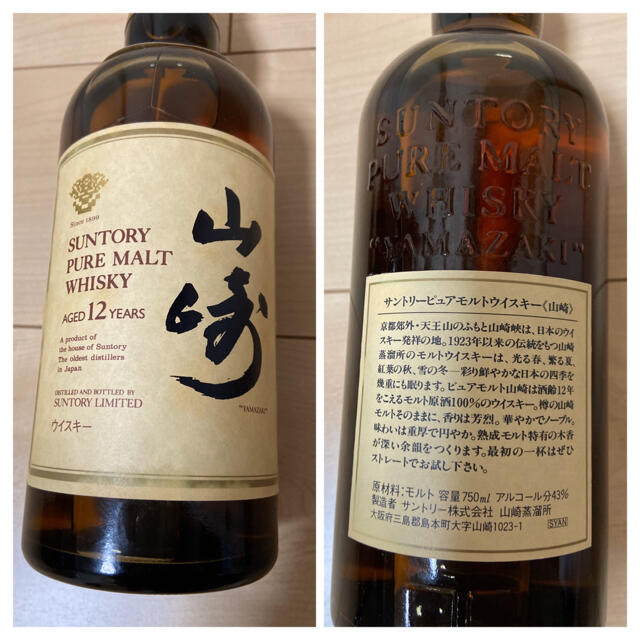 Since 1899
SUNTORY
PURE MALT
WHISKY
AGED 12 YEARS
A product of
the house of Suntory
The oldest distillers
in Japan
DISTILLED AND BOTTLED BY
SUNTORY LIMITED
ウイスキー
山崎
"YAMAZAKI"
SUNTORY
PURE MALT
WHISKY
"YAMAZAKI"
サントリーピュアモルトウイスキー《山崎》
京都郊外・天王山のふもと山崎峡は、日本のウイ
スキー発祥の地。1923年以来の伝統をもつ山崎
蒸溜所のモルトウイスキーは、光る春、繁る夏、
紅葉の秋、雪の冬―彩り鮮やかな日本の四季を
幾重にも眠ります。ピュアモルト山崎は酒齢12年
をこえるモルト原酒100%のウイスキー。樽の山崎
モルトそのままに、香りは芳烈。華やかでノーブル。
味わいは重厚で円やか。熟成モルト特有の木香
が深い余韻をつくります。最初の一杯はぜひ
ストレートでお試し下さい。
原材料:モルト 容量750ml アルコール分43%
製造者 サントリー株式会社 山崎蒸溜所
大阪府三島郡島本町大字山崎1023-1
SYAN